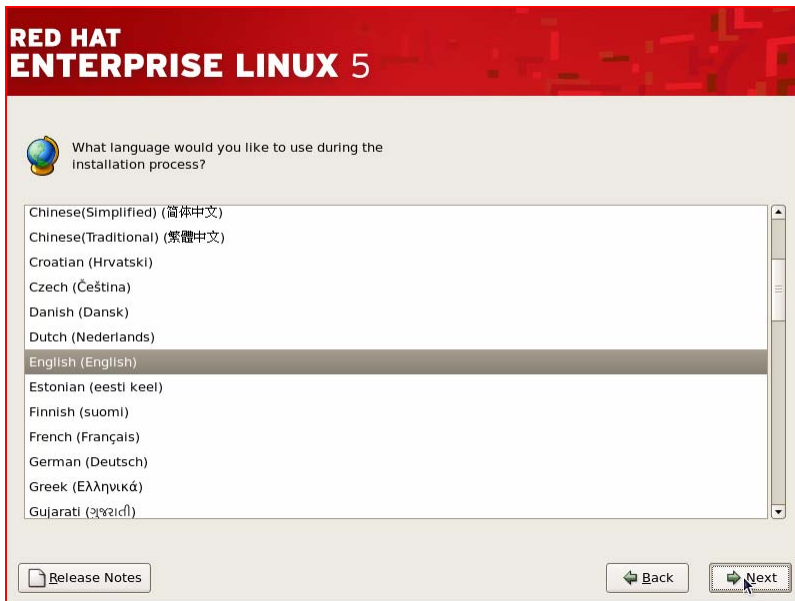 RED HAT
ENTERPRISE LINUX 5
What language would you like to use during the
installation process?
Chinese(Simplified) (简体中文)
Chinese(Traditional) (繁體中文)
Croatian (Hrvatski)
Czech (Čeština)
Danish (Dansk)
Dutch (Nederlands)
English (English)
Estonian (eesti keel)
Finnish (suomi)
French (Français)
German (Deutsch)
Greek (Ελληνικά)
Gujarati (ગુજરાતી)
Release Notes
Back
Next